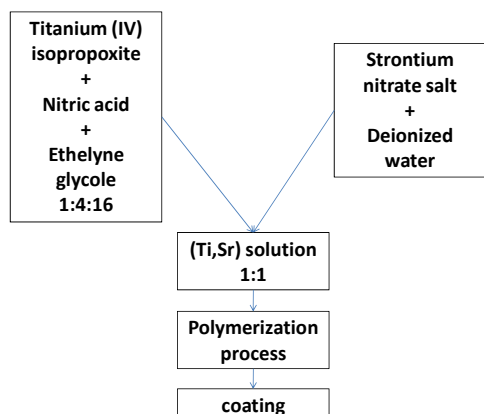 Titanium (IV)
isopropoxite
+
Nitric acid
+
Ethelyne
glycole
1:4:16
Strontium
nitrate salt
+
Deionized
water
(Ti,Sr) solution
1:1
Polymerization
process
coating